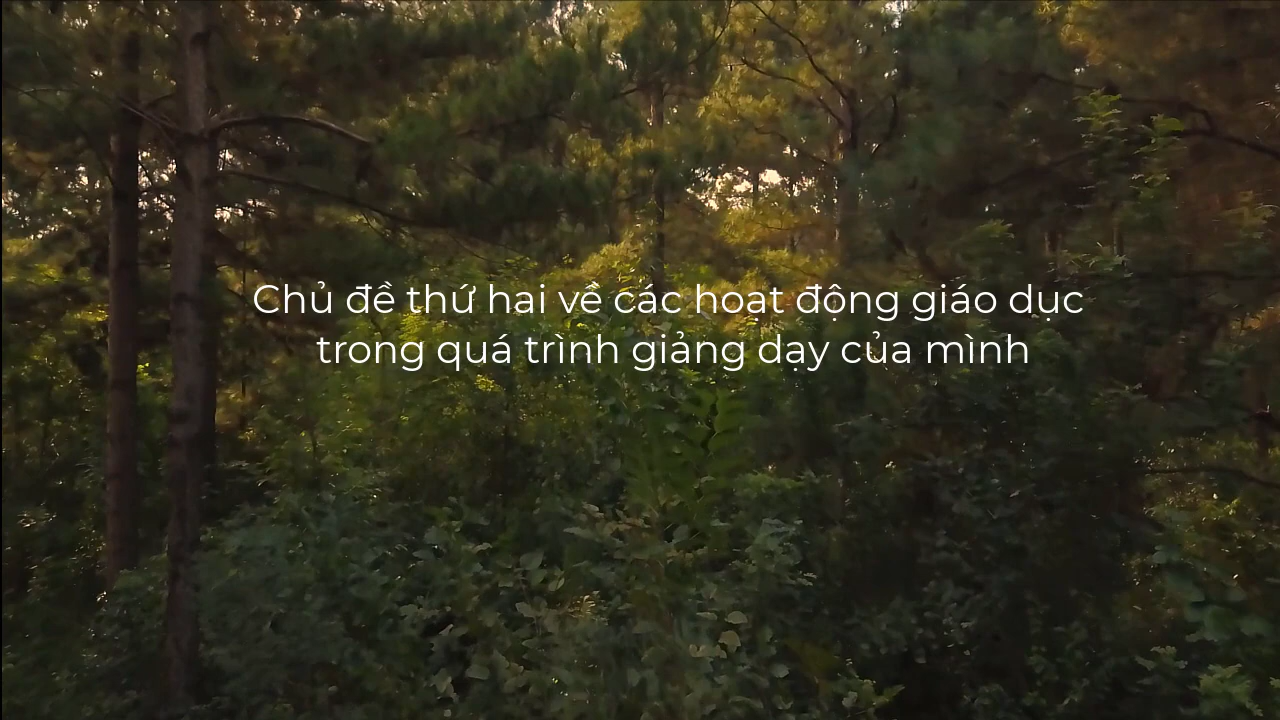 Chủ đề thứ hai về các hoạt động giáo dục
trong quá trình giảng dạy của mình